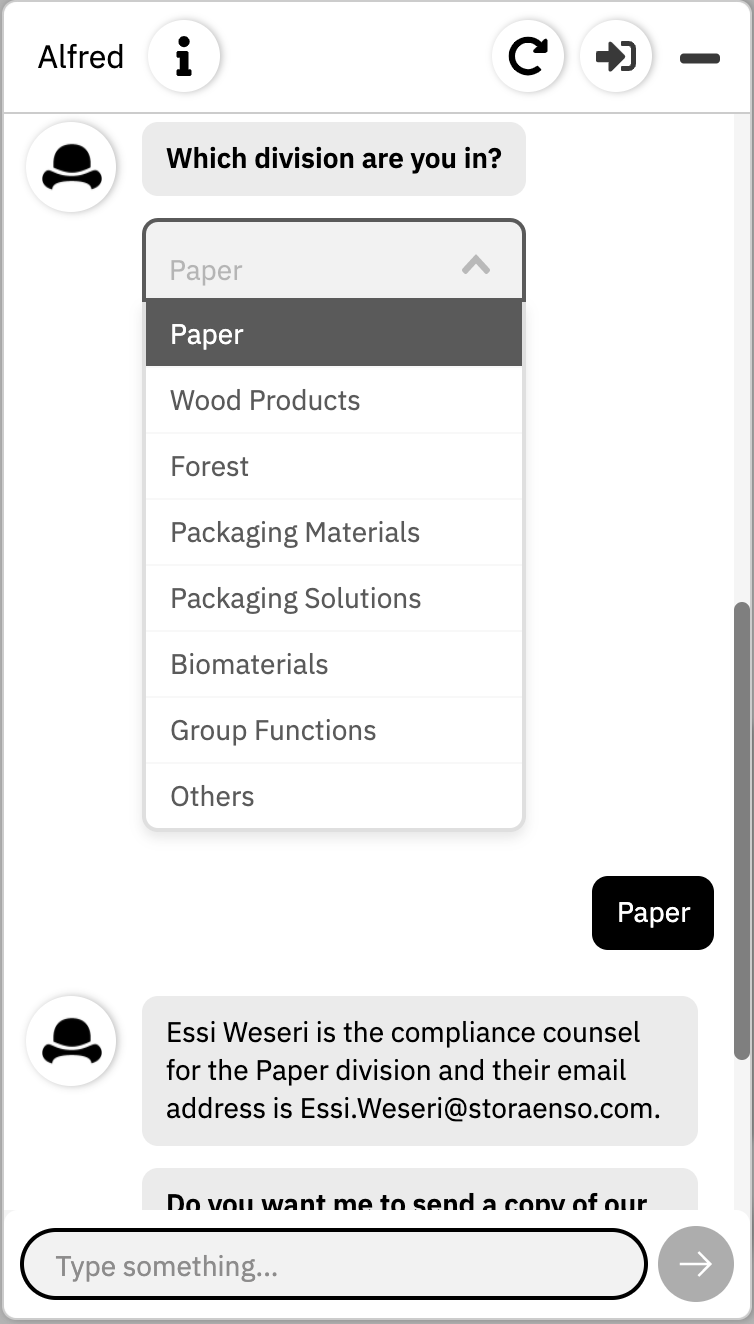 Alfred
Which division are you in?
Paper
Paper
Wood Products
Forest
Packaging Materials
Packaging Solutions
Biomaterials
Group Functions
Others
Paper
Essi Weseri is the compliance counsel
for the Paper division and their email
address is Essi.Weseri@storaenso.com.
Do you want me to send a copy of our
Type something...